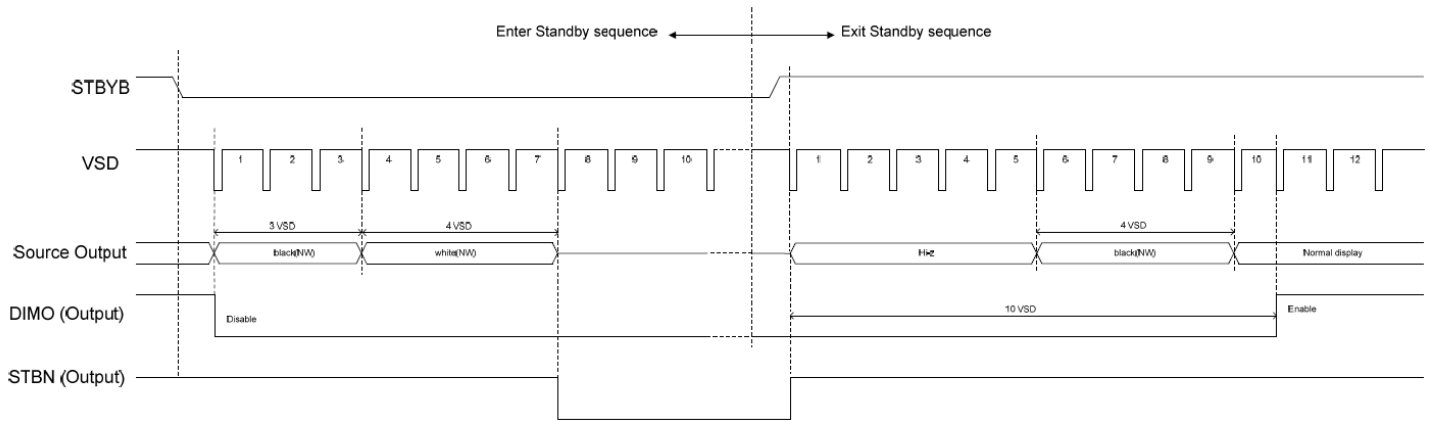 Enter Standby sequence Exit Standby sequence
STBYB
VSD 1 2 3 4 5 6 7 8 9 10 1 2 3 4 5 6 7 8 9 10 11 12
3 VSD 4 VSD 4 VSD
Source Output black(NW) white(NW) Hi-z black(NW) Normal display
DIMO (Output) Disable 10 VSD Enable
STBN (Output)